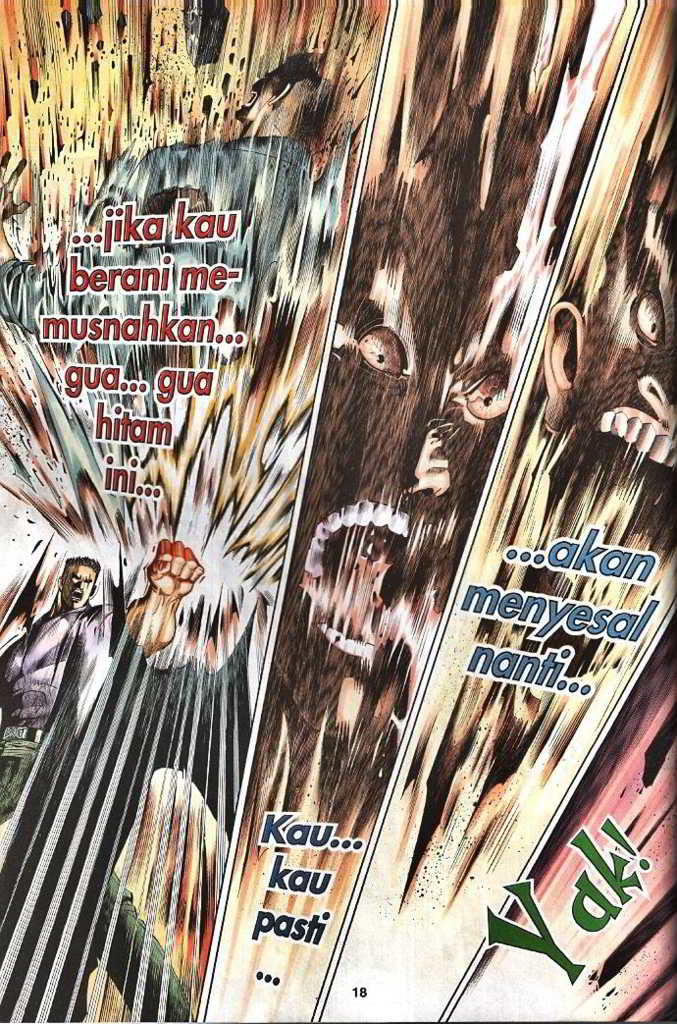 ...jika kau
berani me-
musnahkan...
gua... gua
hitam
ini...
Kau...
kau
pasti
...
...akan
menyesal
nanti...
Yak!
18